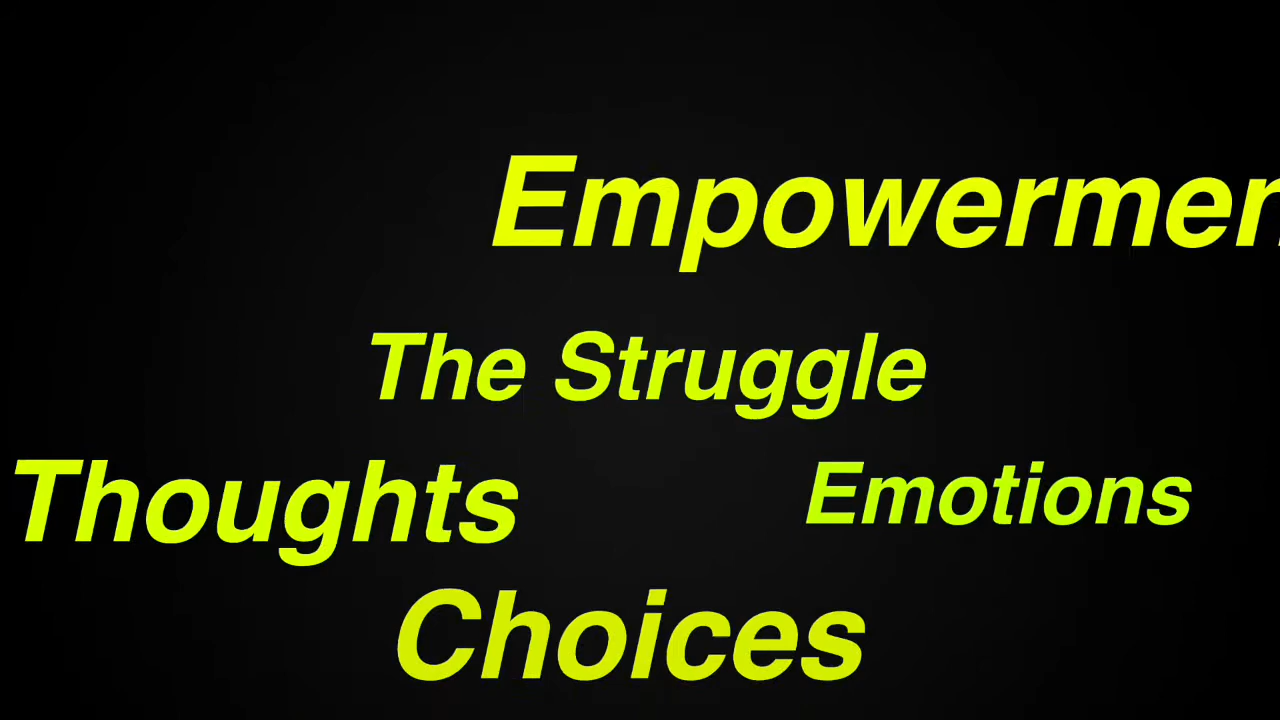 Empowermen
The Struggle
Thoughts
Emotions
Choices